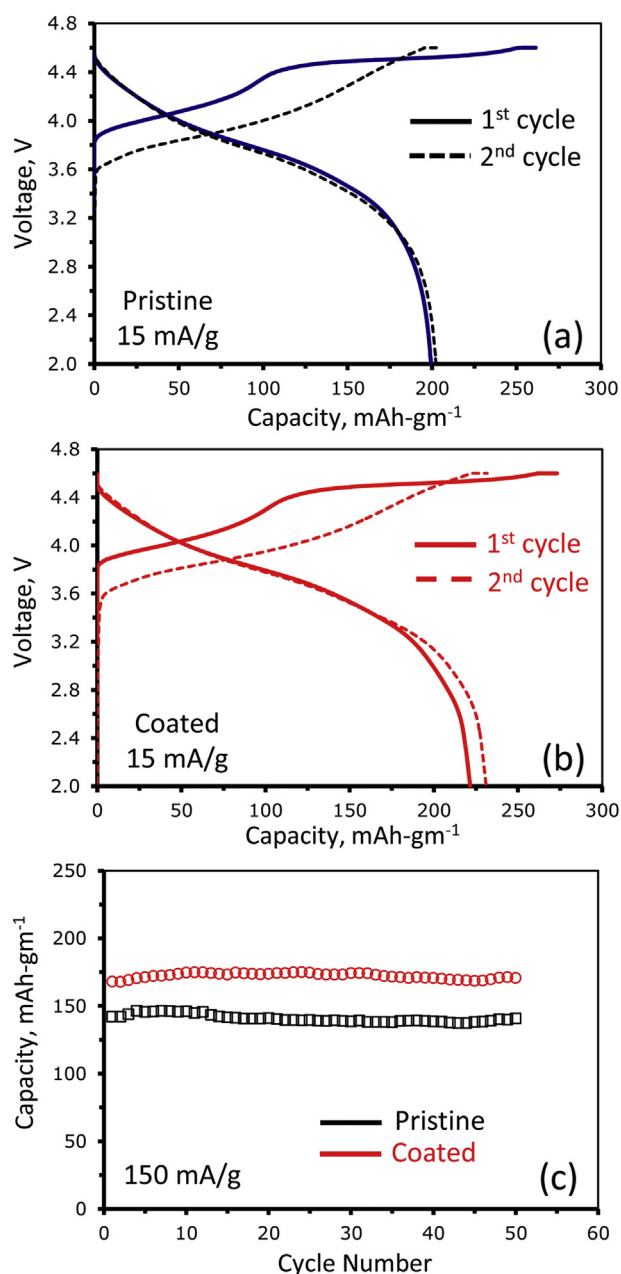 4.8
4.4
4.0
3.6
3.2
2.8
2.4
2.0
Voltage, V
1st cycle
2nd cycle
Pristine
15 mA/g
(a)
0 50 100 150 200 250 300
Capacity, mAh-gm-1
4.8
4.4
4.0
3.6
3.2
2.8
2.4
2.0
Voltage, V
1st cycle
2nd cycle
Coated
15 mA/g
(b)
0 50 100 150 200 250 300
Capacity, mAh-gm-1
250
200
150
100
50
0
Capacity, mAh-gm-1
Pristine
Coated
150 mA/g
(c)
0 10 20 30 40 50 60
Cycle Number